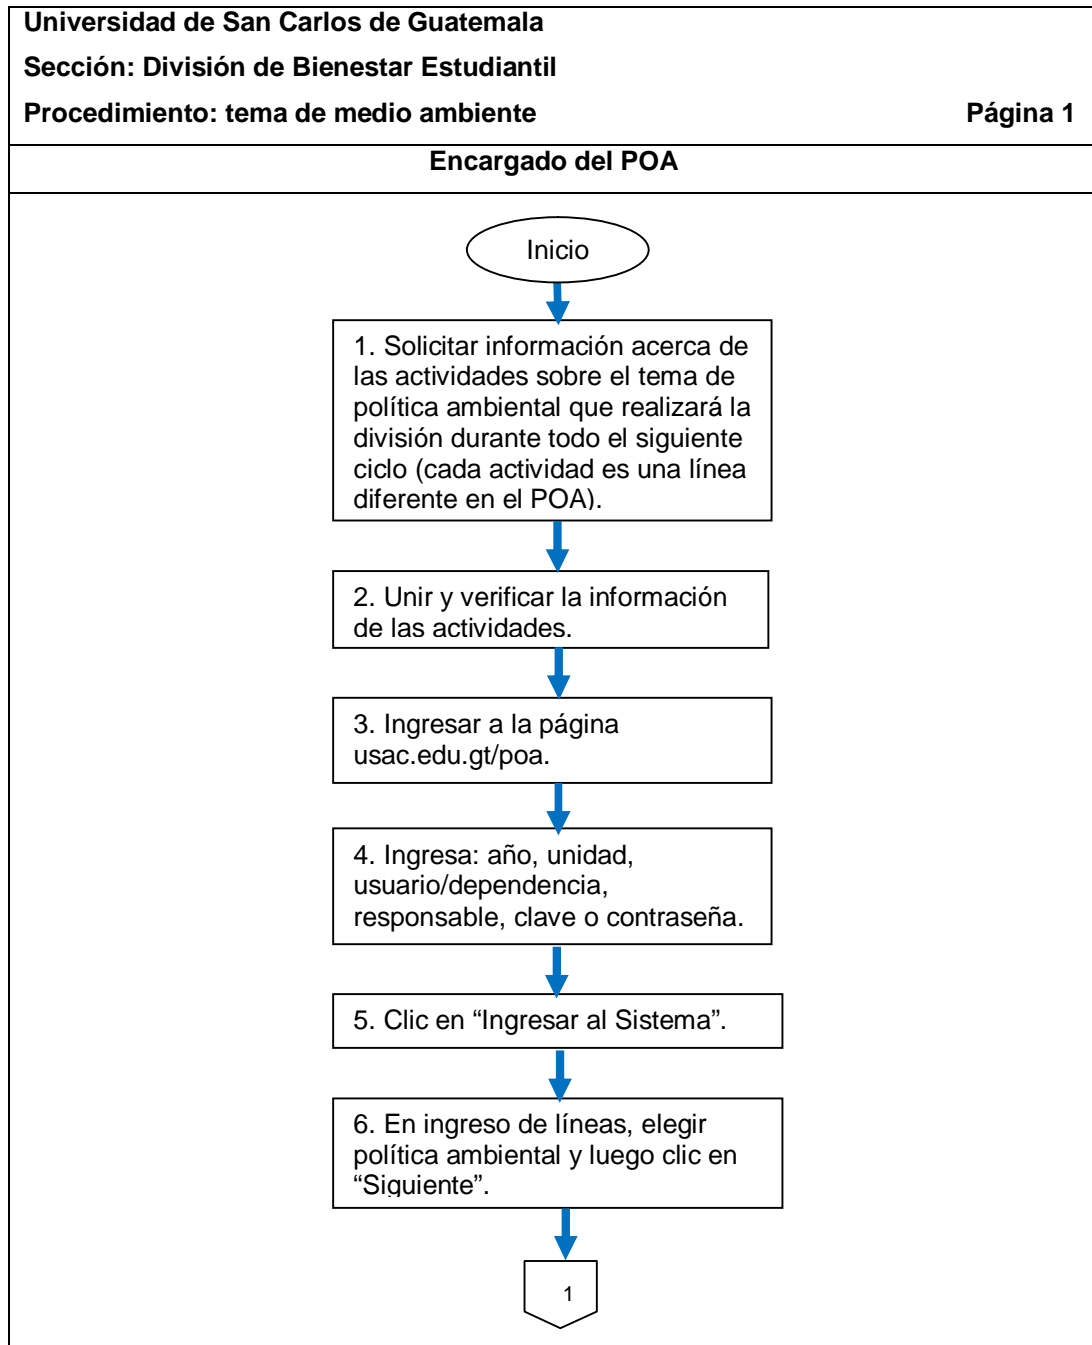 Universidad de San Carlos de Guatemala
Sección: División de Bienestar Estudiantil
Procedimiento: tema de medio ambiente Página 1
Encargado del POA
Inicio
1. Solicitar información acerca de
las actividades sobre el tema de
política ambiental que realizará la
división durante todo el siguiente
ciclo (cada actividad es una línea
diferente en el POA).
2. Unir y verificar la información
de las actividades.
3. Ingresar a la página
usac.edu.gt/poa.
4. Ingresa: año, unidad,
usuario/dependencia,
responsable, clave o contraseña.
5. Clic en “Ingresar al Sistema”.
6. En ingreso de líneas, elegir
política ambiental y luego clic en
“Siguiente”.
1